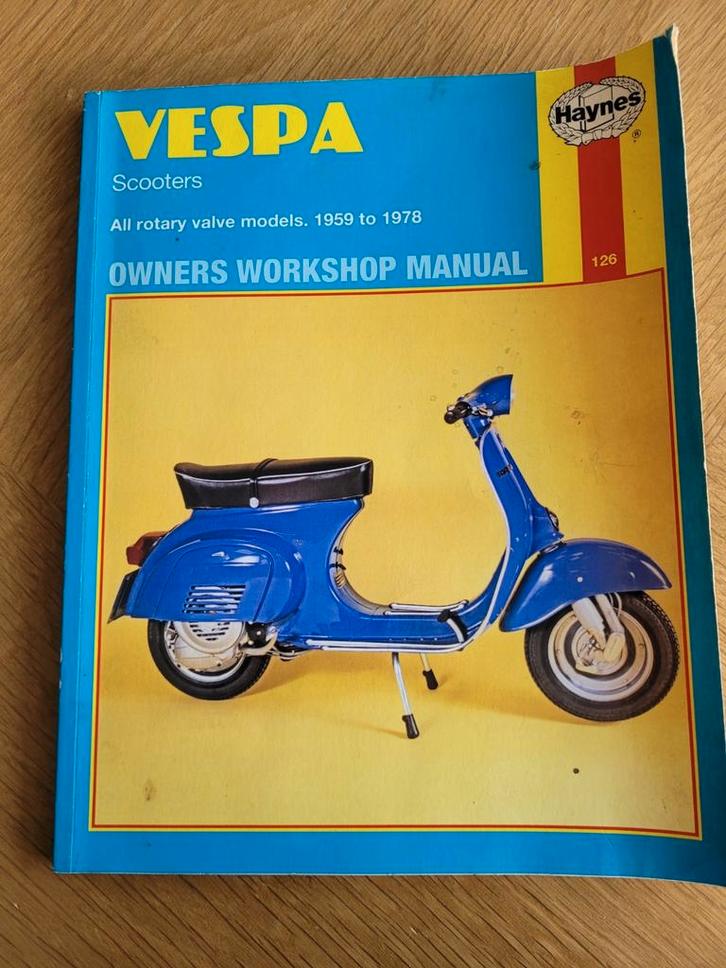 VESPA
Scooters
All rotary valve models. 1959 to 1978
OWNERS WORKSHOP MANUAL
Haynes
®
126